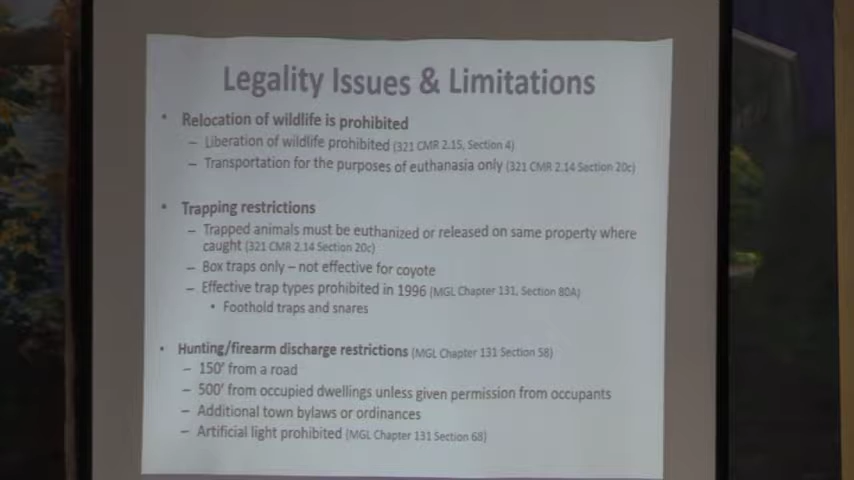 Legality Issues & Limitations
• Relocation of wildlife is prohibited
– Liberation of wildlife prohibited (321 CMR 2.15, Section 4)
– Transportation for the purposes of euthanasia only (321 CMR 2.14 Section 20c)
• Trapping restrictions
– Trapped animals must be euthanized or released on same property where
caught (321 CMR 2.14 Section 20c)
– Box traps only – not effective for coyote
– Effective trap types prohibited in 1996 (MGL Chapter 131, Section 80A)
• Foothold traps and snares
• Hunting/firearm discharge restrictions (MGL Chapter 131 Section 58)
– 150' from a road
– 500' from occupied dwellings unless given permission from occupants
– Additional town bylaws or ordinances
– Artificial light prohibited (MGL Chapter 131 Section 68)